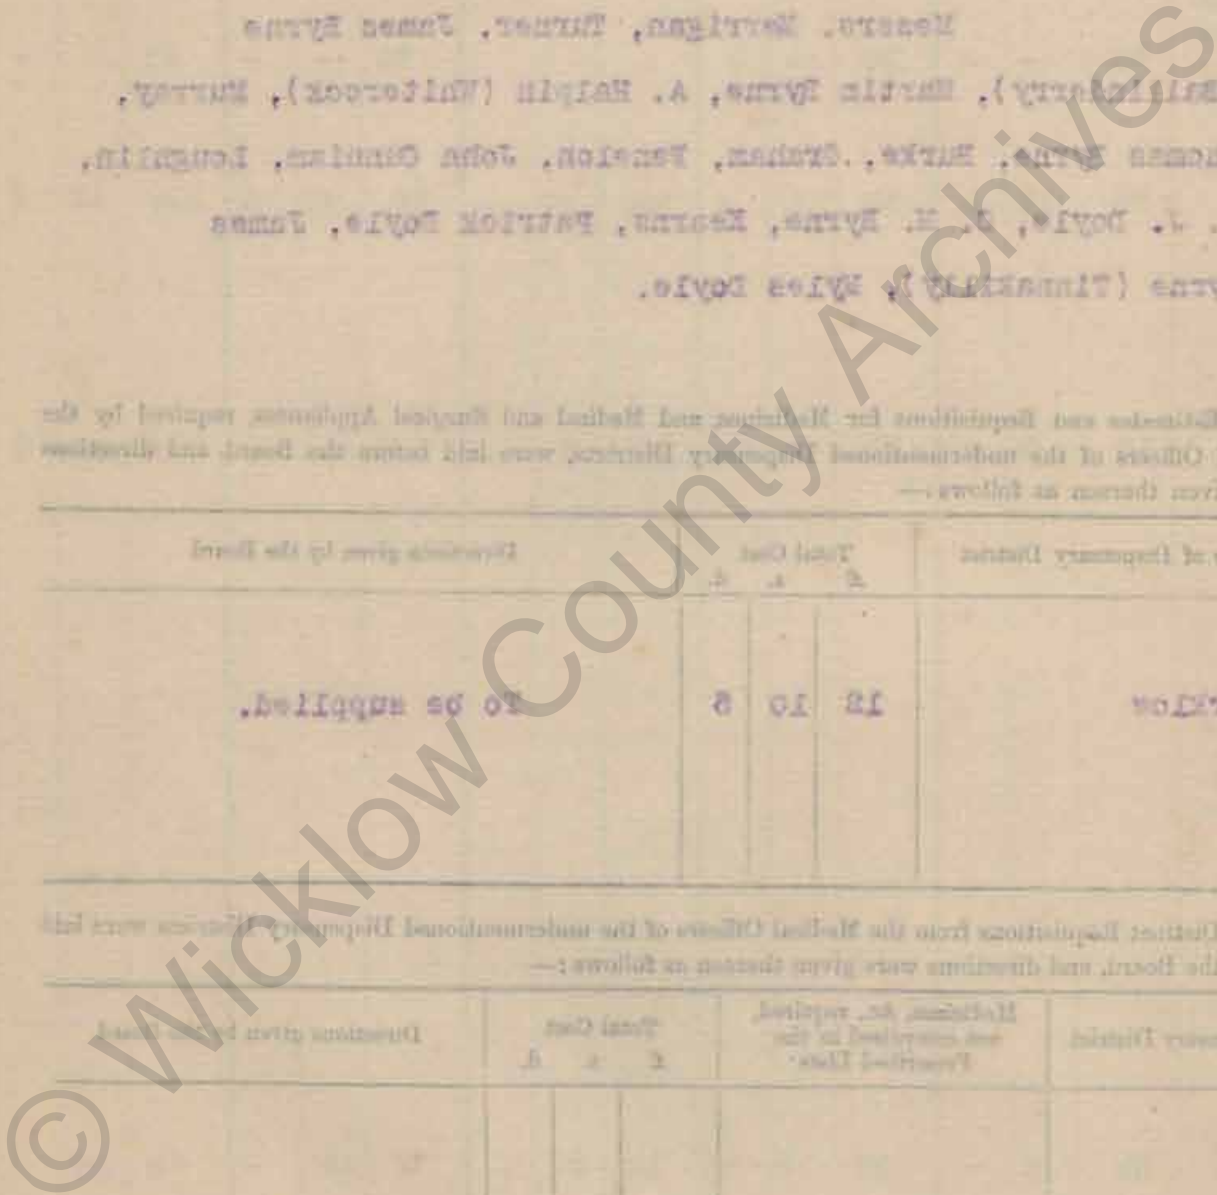 Messrs. Merrigan, Turner, James Byrne
Martin Byrne, A. Halpin (Whiterock), Murray,
Byrne, Burke, Graham, Fenelon, John Cunniam, Loughlin,
J. Doyle, Byrne, Kearns, Patrick Doyle, James
(Tinnakilly), Myles Doyle.
Estimates and Requisitions for Medicines and Medical and Surgical Appliances, required by the
Officers of the undermentioned Dispensary Districts, were laid before the Board, and directions
given thereon as follows:—
of Dispensary District
Total Cost
£ s. d.
Directions given by the Board
12 10
To be supplied.
District Requisitions from the Medical Officers of the undermentioned Dispensary Districts were laid
the Board, and directions were given thereon as follows:—
District
Medicines, &c., required,
not comprised in the
Prescribed Lists
Total Cost
£ s. d.
Directions given by the Board
© Wicklow County Archives